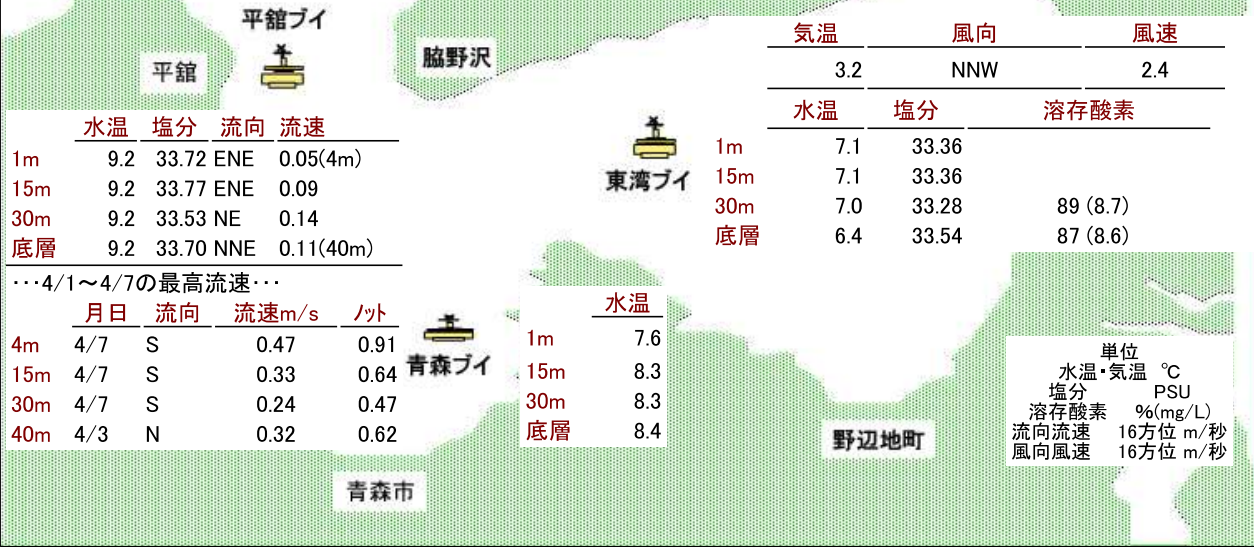 平舘ブイ
平舘
脇野沢
水温 塩分 流向 流速
1m 9.2 33.72 ENE 0.05(4m)
15m 9.2 33.77 ENE 0.09
30m 9.2 33.53 NE 0.14
底層 9.2 33.70 NNE 0.11(40m)
…4/1～4/7の最高流速…
月日 流向 流速m/s ノット
4m 4/7 S 0.47 0.91
15m 4/7 S 0.33 0.64
30m 4/7 S 0.24 0.47
40m 4/3 N 0.32 0.62
気温 風向 風速
3.2 NNW 2.4
東湾ブイ
水温 塩分 溶存酸素
1m 7.1 33.36
15m 7.1 33.36
30m 7.0 33.28 89 (8.7)
底層 6.4 33.54 87 (8.6)
青森ブイ
水温
1m 7.6
15m 8.3
30m 8.3
底層 8.4
青森市
野辺地町
単位
水温・気温 ℃
塩分 PSU
溶存酸素 %(mg/L)
流向流速 16方位 m/秒
風向風速 16方位 m/秒